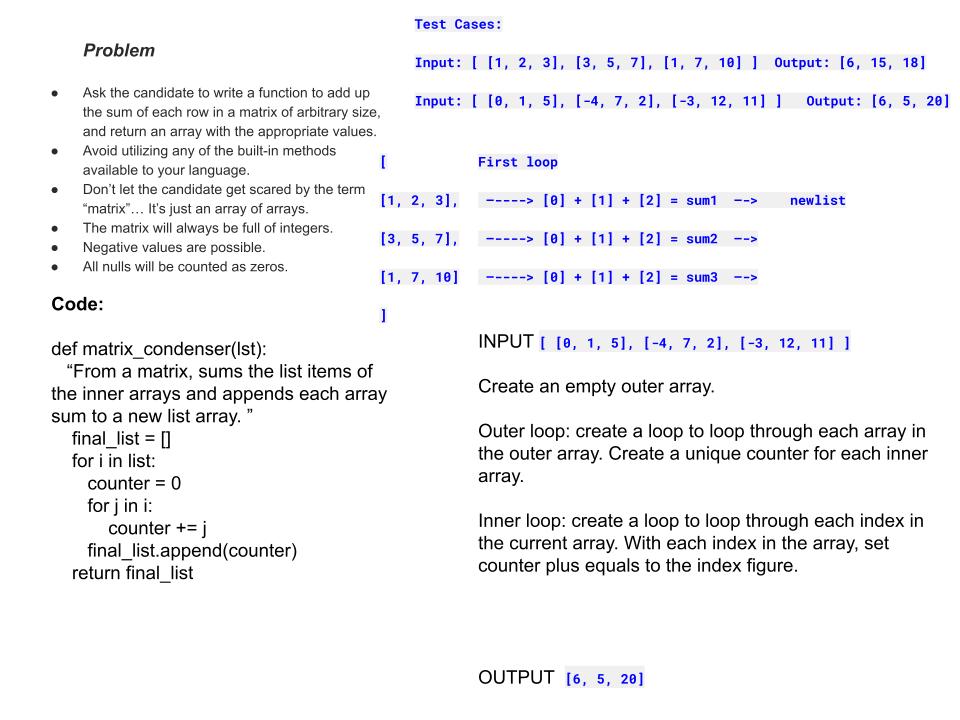 Problem
● Ask the candidate to write a function to add up
the sum of each row in a matrix of arbitrary size,
and return an array with the appropriate values.
● Avoid utilizing any of the built-in methods
available to your language.
● Don’t let the candidate get scared by the term
“matrix”… It’s just an array of arrays.
● The matrix will always be full of integers.
● Negative values are possible.
● All nulls will be counted as zeros.
Code:
def matrix_condenser(lst):
“From a matrix, sums the list items of
the inner arrays and appends each array
sum to a new list array. ”
final_list = []
for i in list:
counter = 0
for j in i:
counter += j
final_list.append(counter)
return final_list
Test Cases:
Input: [ [1, 2, 3], [3, 5, 7], [1, 7, 10] ] Output: [6, 15, 18]
Input: [ [0, 1, 5], [-4, 7, 2], [-3, 12, 11] ] Output: [6, 5, 20]
[ First loop
[1, 2, 3], —----> [0] + [1] + [2] = sum1 —-> newlist
[3, 5, 7], —----> [0] + [1] + [2] = sum2 —->
[1, 7, 10] —----> [0] + [1] + [2] = sum3 —->
]
INPUT [ [0, 1, 5], [-4, 7, 2], [-3, 12, 11] ]
Create an empty outer array.
Outer loop: create a loop to loop through each array in
the outer array. Create a unique counter for each inner
array.
Inner loop: create a loop to loop through each index in
the current array. With each index in the array, set
counter plus equals to the index figure.
OUTPUT [6, 5, 20]